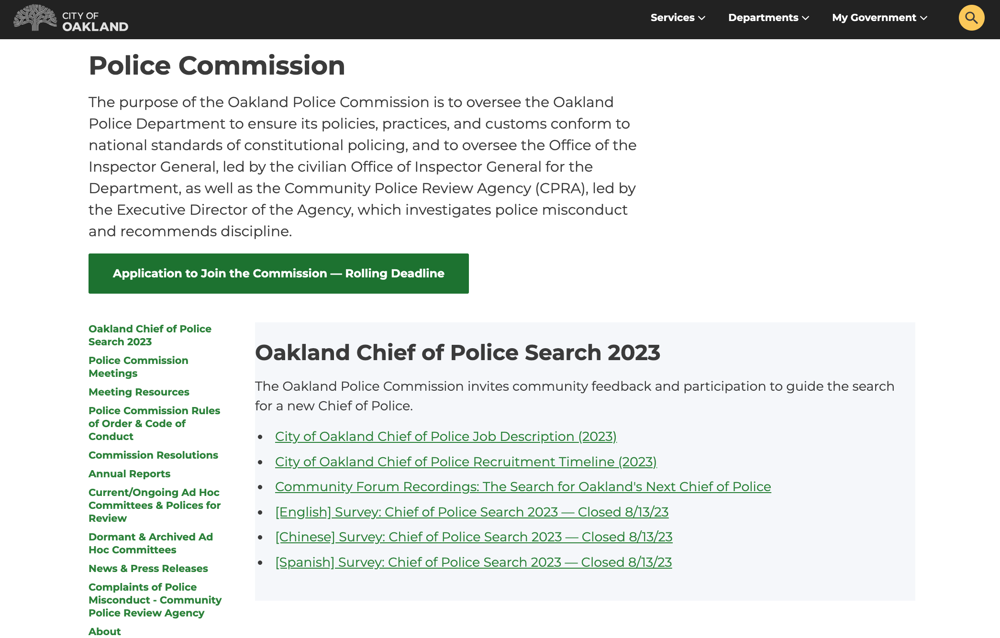 CITY OF
OAKLAND
Services
Departments
My Government
Police Commission
The purpose of the Oakland Police Commission is to oversee the Oakland
Police Department to ensure its policies, practices, and customs conform to
national standards of constitutional policing, and to oversee the Office of the
Inspector General, led by the civilian Office of Inspector General for the
Department, as well as the Community Police Review Agency (CPRA), led by
the Executive Director of the Agency, which investigates police misconduct
and recommends discipline.
Application to Join the Commission — Rolling Deadline
Oakland Chief of Police
Search 2023
Police Commission
Meetings
Meeting Resources
Police Commission Rules
of Order & Code of
Conduct
Commission Resolutions
Annual Reports
Current/Ongoing Ad Hoc
Committees & Polices for
Review
Dormant & Archived Ad
Hoc Committees
News & Press Releases
Complaints of Police
Misconduct - Community
Police Review Agency
About
Oakland Chief of Police Search 2023
The Oakland Police Commission invites community feedback and participation to guide the search
for a new Chief of Police.
• City of Oakland Chief of Police Job Description (2023)
• City of Oakland Chief of Police Recruitment Timeline (2023)
• Community Forum Recordings: The Search for Oakland's Next Chief of Police
• [English] Survey: Chief of Police Search 2023 — Closed 8/13/23
• [Chinese] Survey: Chief of Police Search 2023 — Closed 8/13/23
• [Spanish] Survey: Chief of Police Search 2023 — Closed 8/13/23